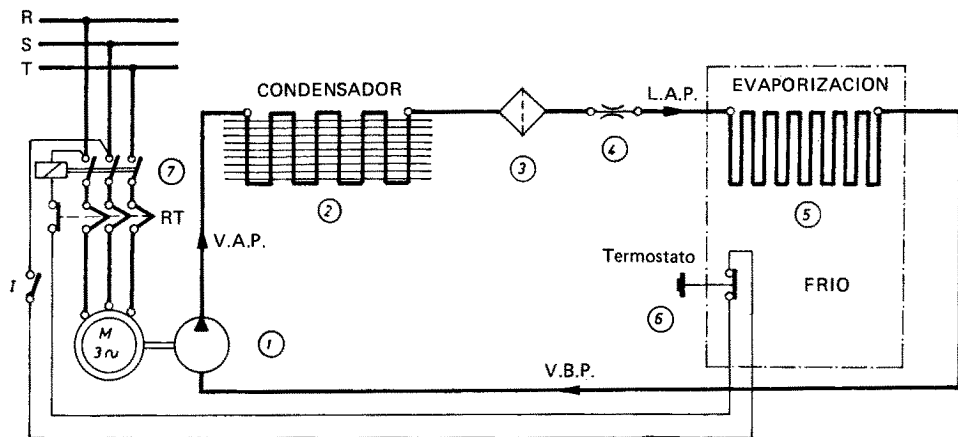 R
S
T
CONDENSADOR
EVAPORIZACION
L.A.P.
7
3
4
2
5
RT
V.A.P.
Termostato
I
FRIO
6
M
3~
1
V.B.P.